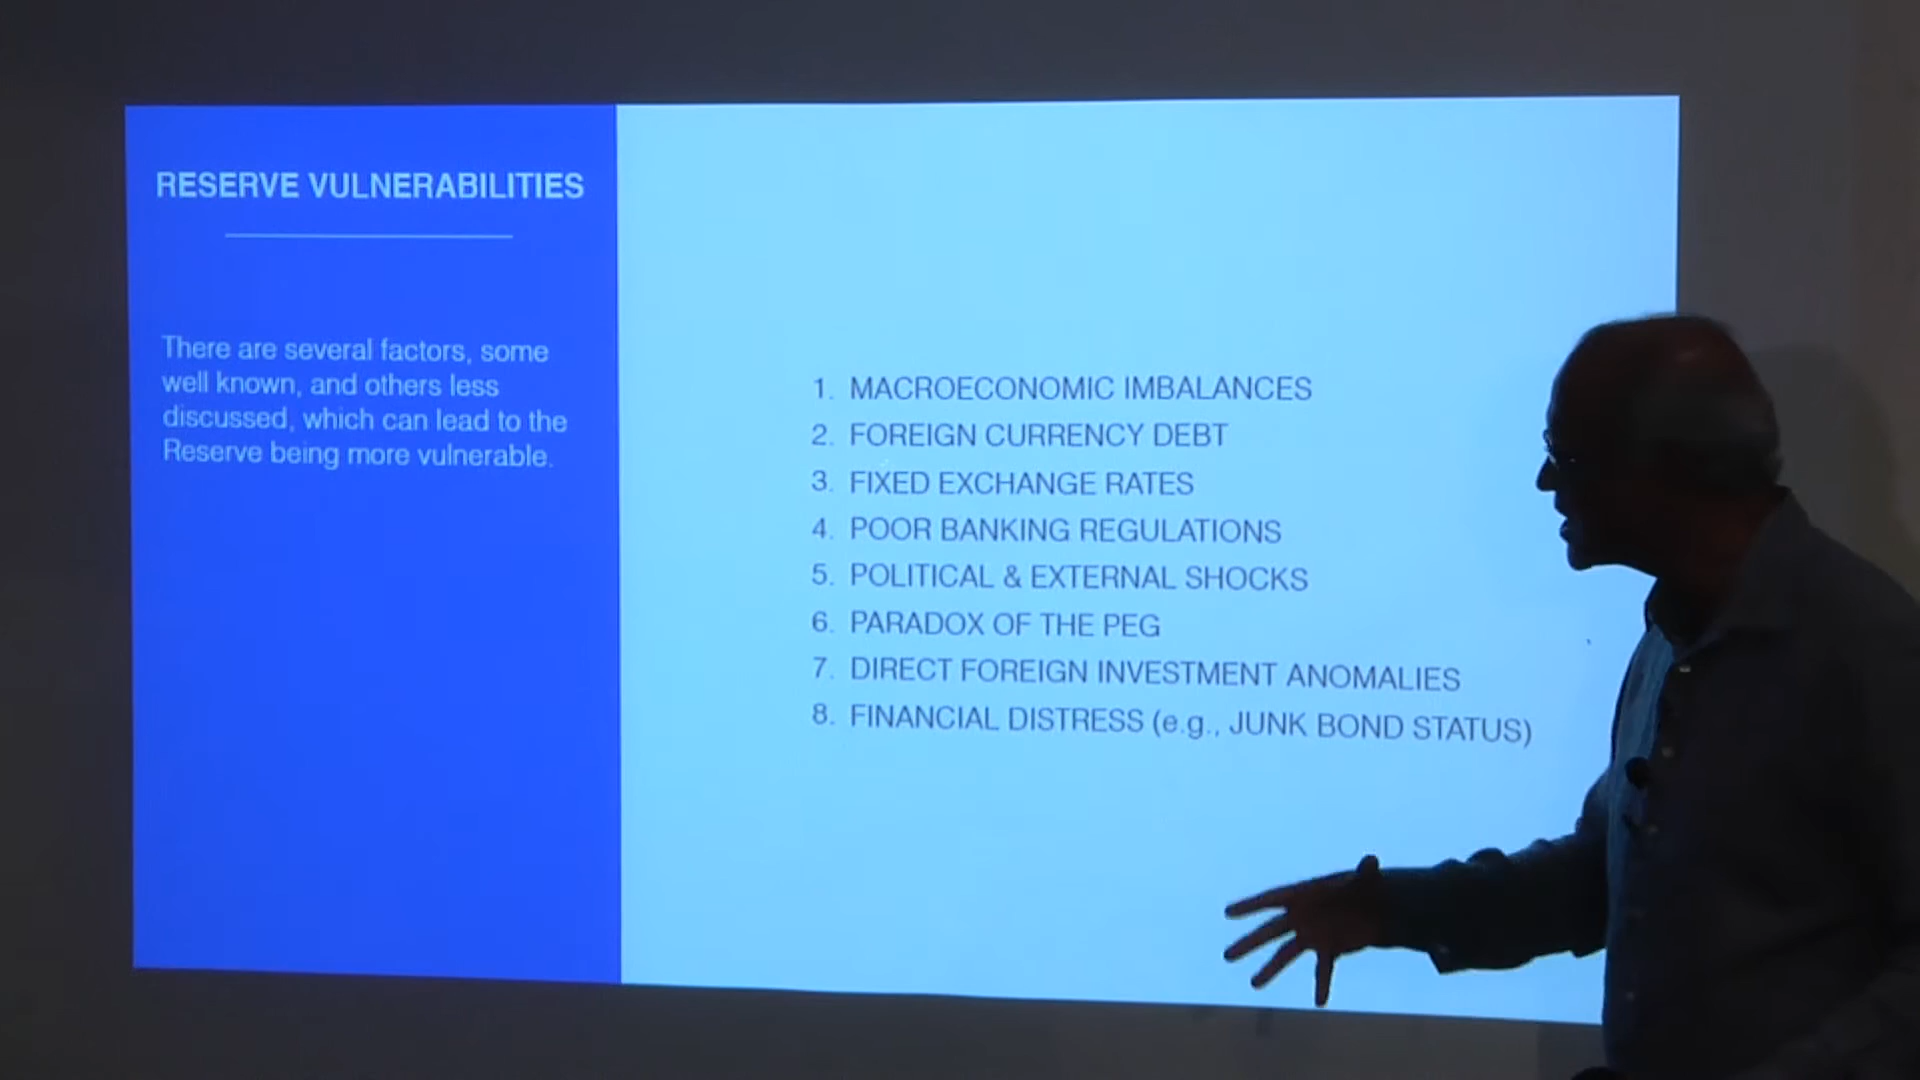 RESERVE VULNERABILITIES
There are several factors, some
well known, and others less
discussed, which can lead to the
Reserve being more vulnerable.
1. MACROECONOMIC IMBALANCES
2. FOREIGN CURRENCY DEBT
3. FIXED EXCHANGE RATES
4. POOR BANKING REGULATIONS
5. POLITICAL & EXTERNAL SHOCKS
6. PARADOX OF THE PEG
7. DIRECT FOREIGN INVESTMENT ANOMALIES
8. FINANCIAL DISTRESS (e.g., JUNK BOND STATUS)